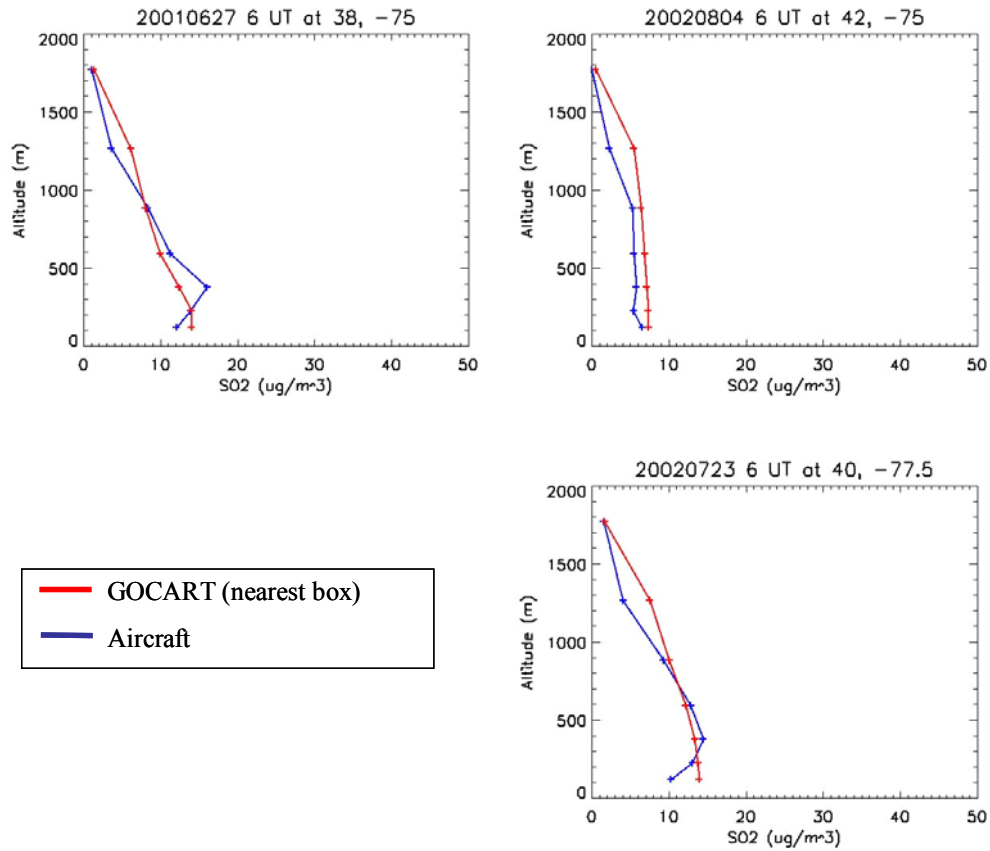 20010627 6 UT at 38, -75
2000
1500
1000
500
0
Altitude (m)
0 10 20 30 40 50
SO2 (ug/m^3)
20020804 6 UT at 42, -75
2000
1500
1000
500
0
Altitude (m)
0 10 20 30 40 50
SO2 (ug/m^3)
GOCART (nearest box)
Aircraft
20020723 6 UT at 40, -77.5
2000
1500
1000
500
0
Altitude (m)
0 10 20 30 40 50
SO2 (ug/m^3)